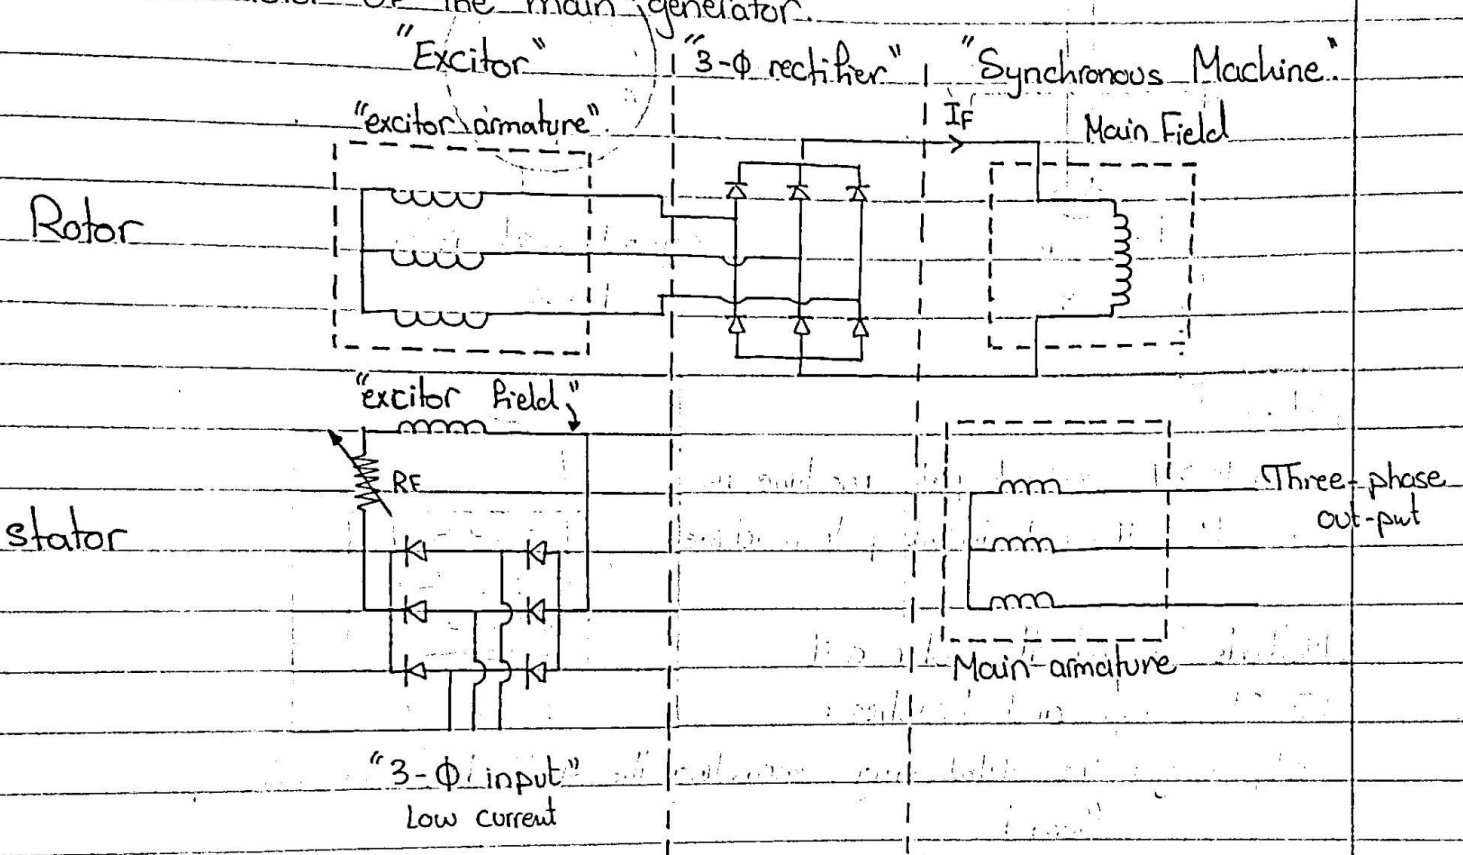 of the main generator.
"Excitor" "3-Φ rectifier" "Synchronous Machine"
"excitor armature" IF Main Field
Rotor
"excitor field"
RF
Three-phase
out-put
stator
Main armature
"3-Φ input"
Low current